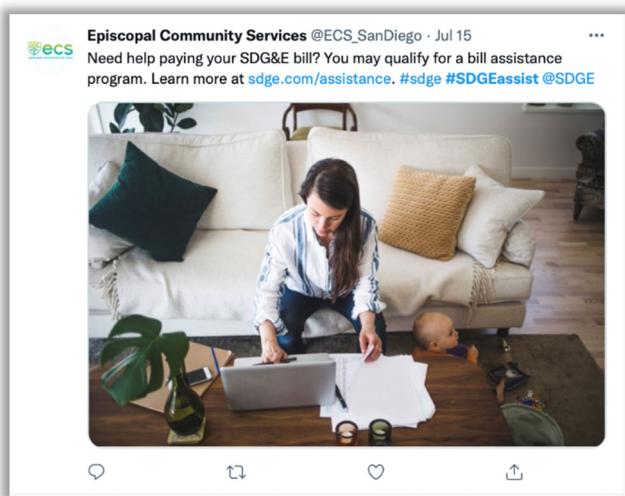 ecs
Episcopal Community Services @ECS_SanDiego · Jul 15
Need help paying your SDG&E bill? You may qualify for a bill assistance
program. Learn more at sdge.com/assistance. #sdge #SDGEassist @SDGE